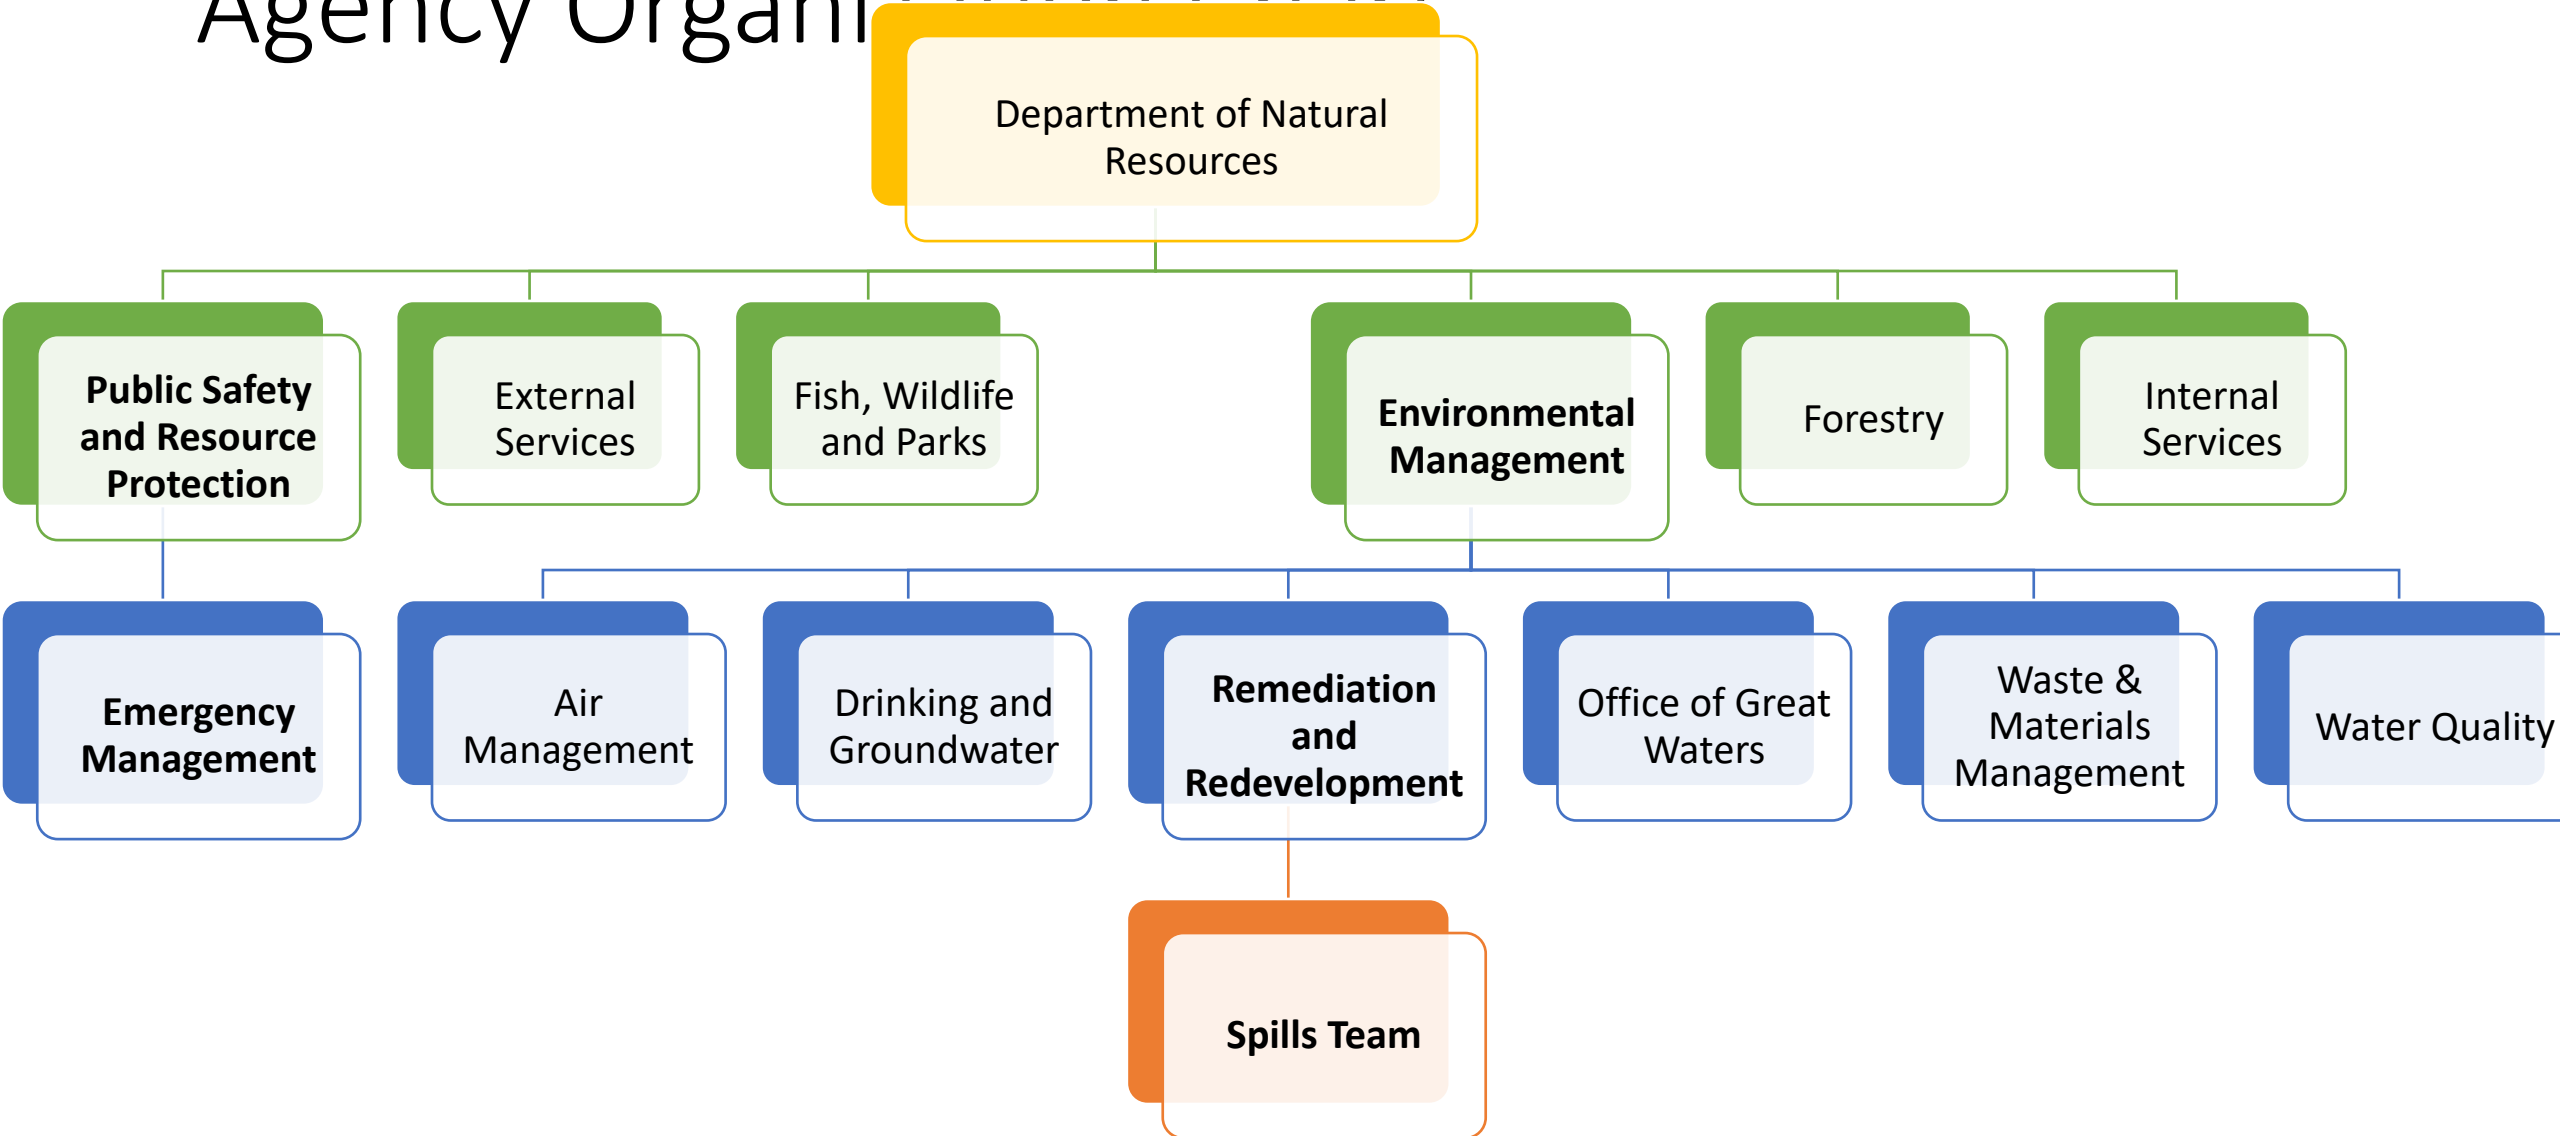 Agency
Department of Natural
Resources
Public Safety
and Resource
Protection
External
Services
Fish, Wildlife
and Parks
Environmental
Management
Forestry
Internal
Services
Emergency
Management
Air
Management
Drinking and
Groundwater
Remediation
and
Redevelopment
Office of Great
Waters
Waste &
Materials
Management
Water Quality
Spills Team